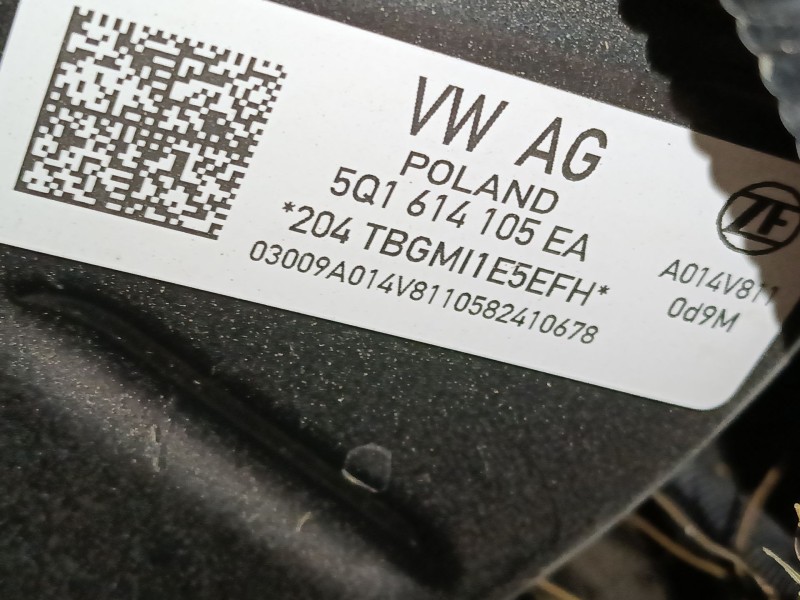 VW AG
POLAND
5Q1 614 105 EA
*204 TBGMI1E5EFH*
03009A014V8110582410678
ZF
A014V811
0d9M